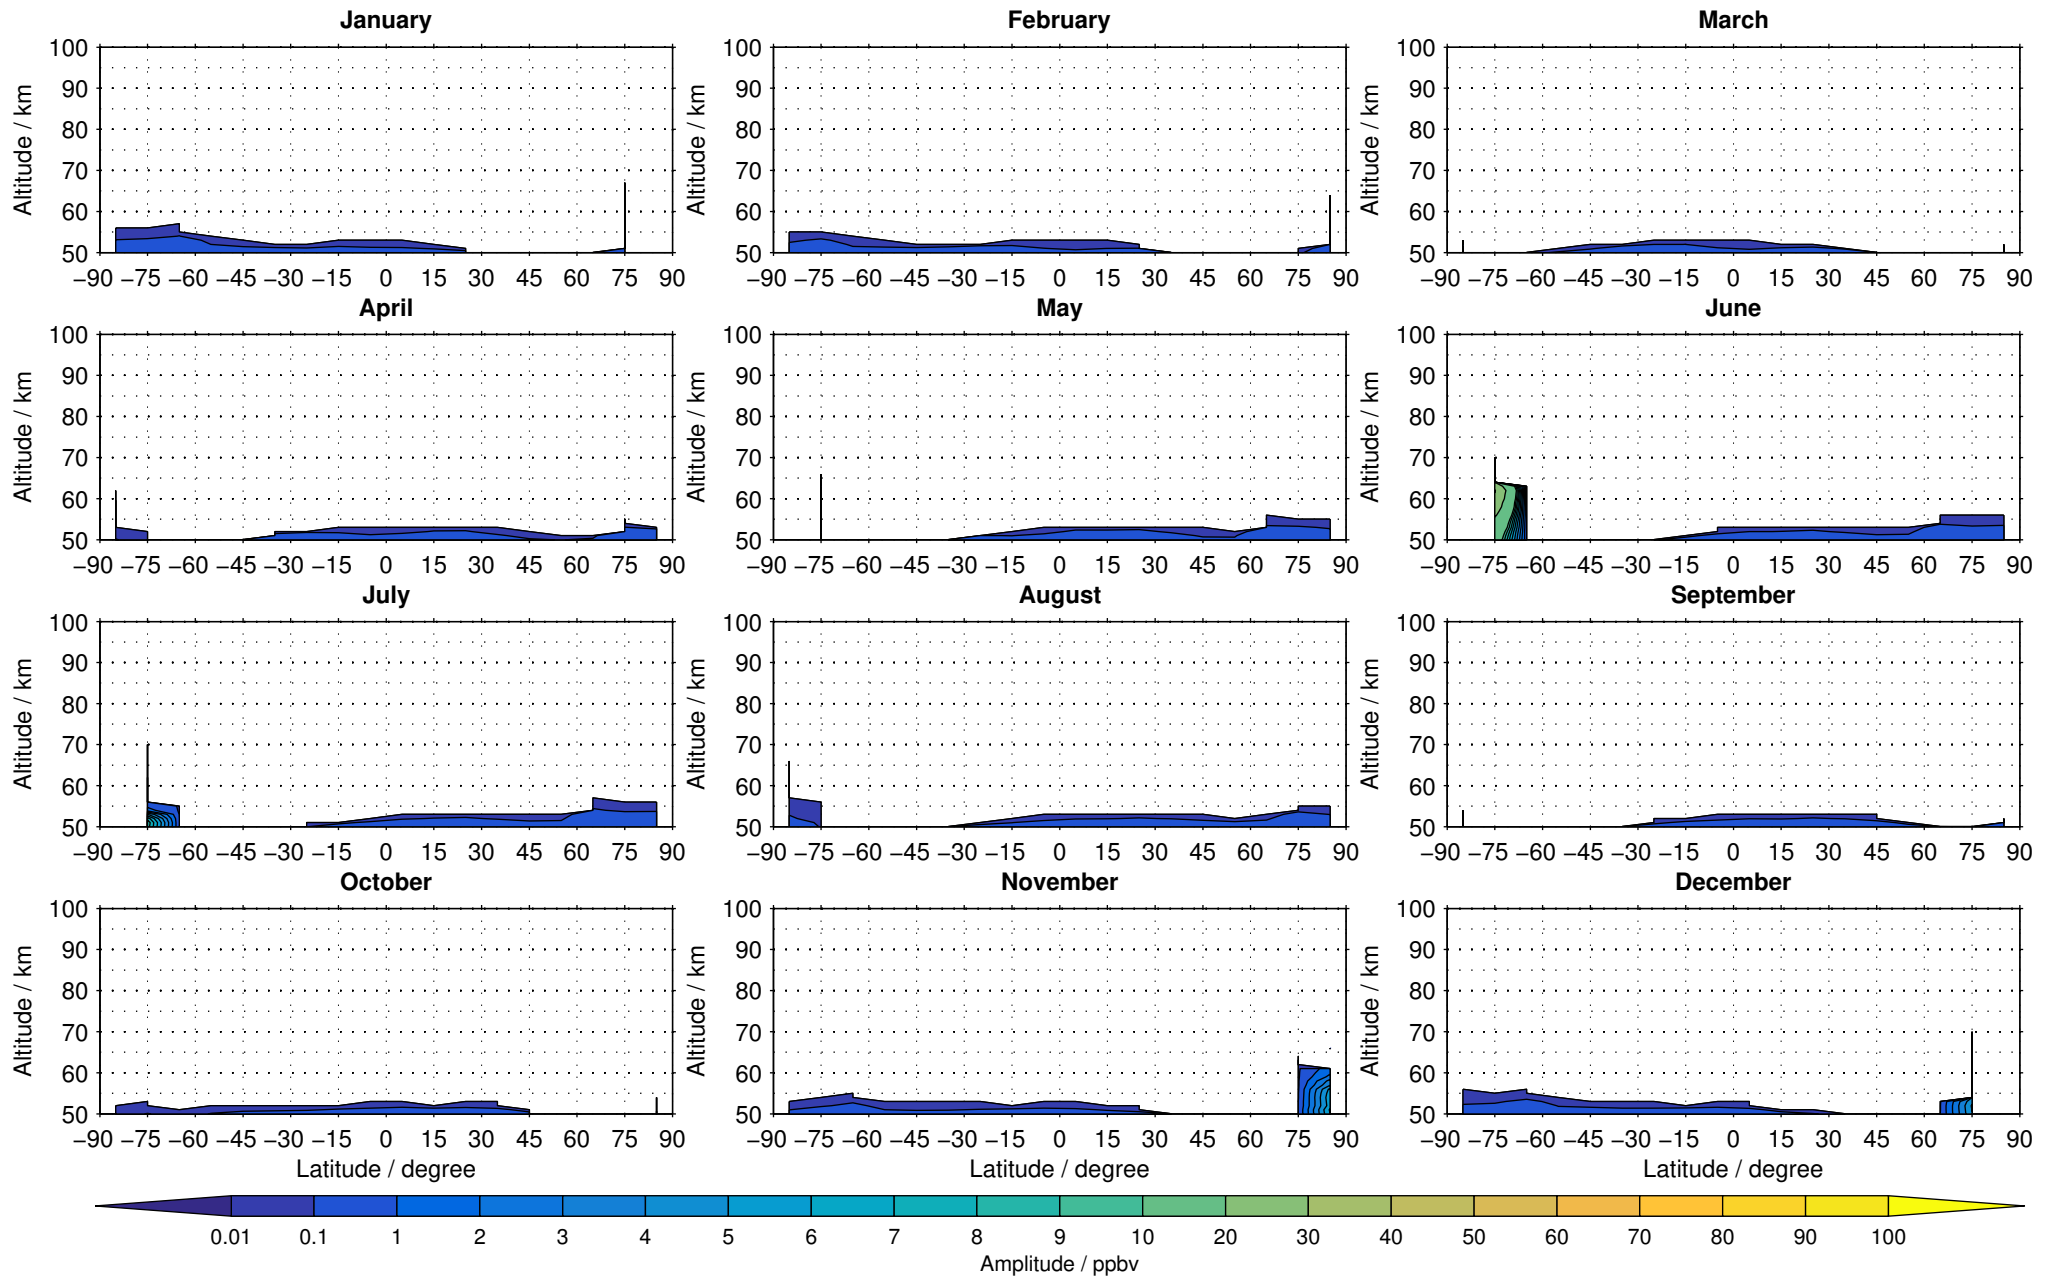 January February March
100 100 100
90 90 90
80 80 80
70 70 70
60 60 60
50 50 50
Altitude / km Altitude / km Altitude / km
−90 −75 −60 −45 −30 −15 0 15 30 45 60 75 90 −90 −75 −60 −45 −30 −15 0 15 30 45 60 75 90 −90 −75 −60 −45 −30 −15 0 15 30 45 60 75 90
April May June
100 100 100
90 90 90
80 80 80
70 70 70
60 60 60
50 50 50
Altitude / km Altitude / km Altitude / km
−90 −75 −60 −45 −30 −15 0 15 30 45 60 75 90 −90 −75 −60 −45 −30 −15 0 15 30 45 60 75 90 −90 −75 −60 −45 −30 −15 0 15 30 45 60 75 90
July August September
100 100 100
90 90 90
80 80 80
70 70 70
60 60 60
50 50 50
Altitude / km Altitude / km Altitude / km
−90 −75 −60 −45 −30 −15 0 15 30 45 60 75 90 −90 −75 −60 −45 −30 −15 0 15 30 45 60 75 90 −90 −75 −60 −45 −30 −15 0 15 30 45 60 75 90
October November December
100 100 100
90 90 90
80 80 80
70 70 70
60 60 60
50 50 50
Altitude / km Altitude / km Altitude / km
−90 −75 −60 −45 −30 −15 0 15 30 45 60 75 90 −90 −75 −60 −45 −30 −15 0 15 30 45 60 75 90 −90 −75 −60 −45 −30 −15 0 15 30 45 60 75 90
Latitude / degree Latitude / degree Latitude / degree
0.01 0.1 1 2 3 4 5 6 7 8 9 10 20 30 40 50 60 70 80 90 100
Amplitude / ppbv